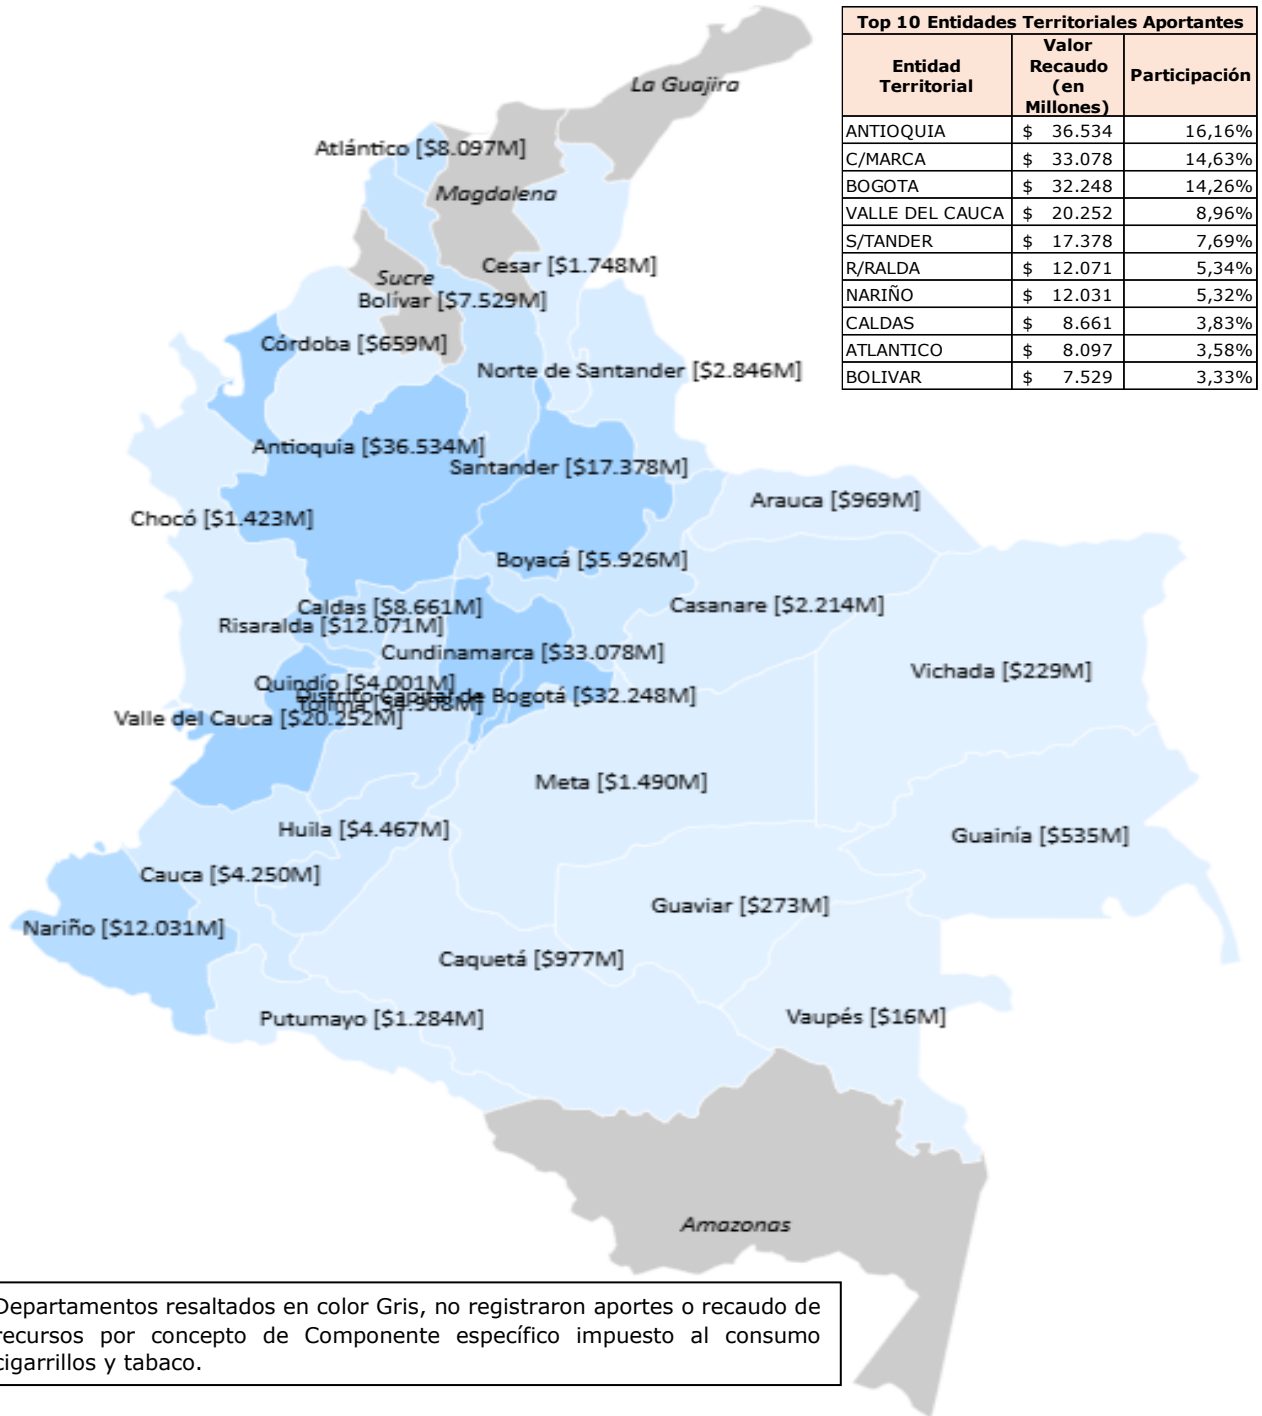 Top 10 Entidades Territoriales Aportantes
Entidad Territorial Valor Recaudo (en Millones) Participación
ANTIOQUIA $ 36.534 16,16%
C/MARCA $ 33.078 14,63%
BOGOTA $ 32.248 14,26%
VALLE DEL CAUCA $ 20.252 8,96%
S/TANDER $ 17.378 7,69%
R/RALDA $ 12.071 5,34%
NARIÑO $ 12.031 5,32%
CALDAS $ 8.661 3,83%
ATLANTICO $ 8.097 3,58%
BOLIVAR $ 7.529 3,33%
La Guajira
Atlántico [$8.097M]
Magdalena
Cesar [$1.748M]
Sucre
Bolívar [$7.529M]
Córdoba [$659M]
Norte de Santander [$2.846M]
Antioquia [$36.534M]
Santander [$17.378M]
Arauca [$969M]
Chocó [$1.423M]
Boyacá [$5.926M]
Caldas [$8.661M]
Casanare [$2.214M]
Risaralda [$12.071M]
Cundinamarca [$33.078M]
Vichada [$229M]
Quindío [$4.001M]
Distrito Capital de Bogotá [$32.248M]
Tolima
Valle del Cauca [$20.252M]
Meta [$1.490M]
Huila [$4.467M]
Guainía [$535M]
Cauca [$4.250M]
Guaviar [$273M]
Nariño [$12.031M]
Caquetá [$977M]
Putumayo [$1.284M]
Vaupés [$16M]
Amazonas
Departamentos resaltados en color Gris, no registraron aportes o recaudo de
recursos por concepto de Componente específico impuesto al consumo
cigarrillos y tabaco.